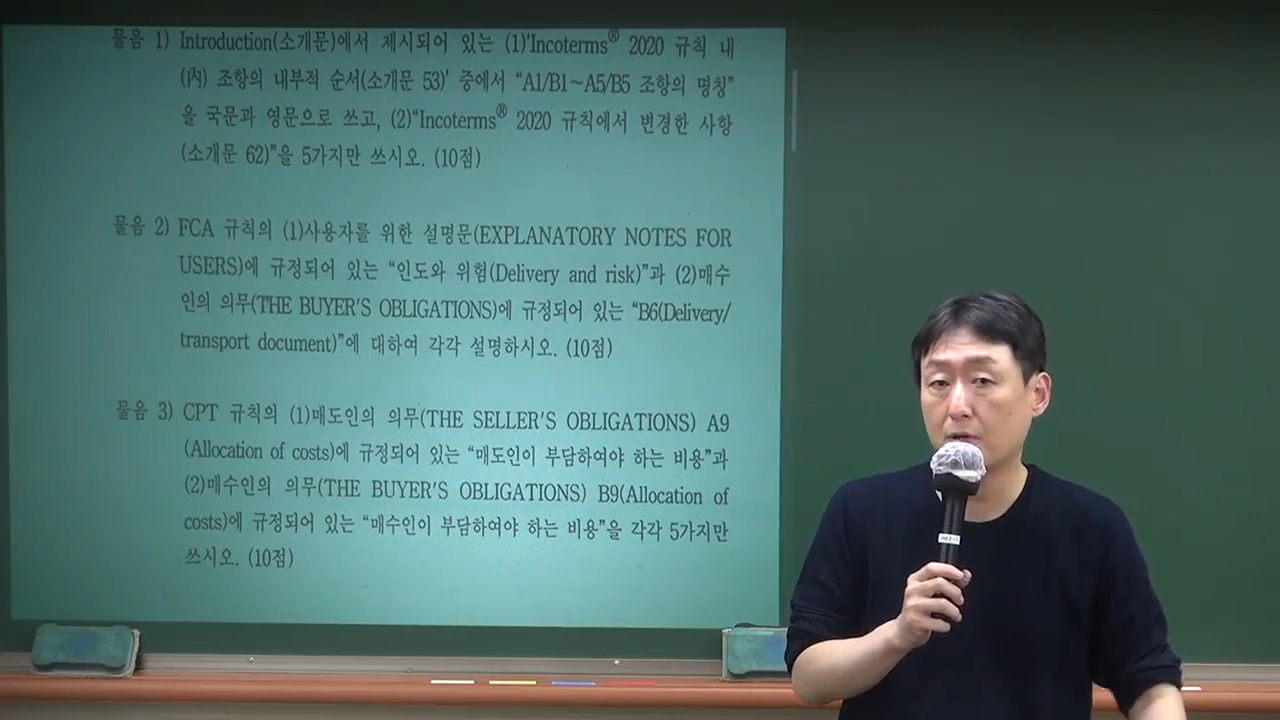 물음 1) Introduction(소개문)에서 제시되어 있는 (1)‘Incoterms® 2020 규칙 내
(內) 조항의 내부적 순서(소개문 53)’ 중에서 “A1/B1～A5/B5 조항의 명칭”
을 국문과 영문으로 쓰고, (2)“Incoterms® 2020 규칙에서 변경한 사항
(소개문 62)”을 5가지만 쓰시오. (10점)
물음 2) FCA 규칙의 (1)사용자를 위한 설명문(EXPLANATORY NOTES FOR
USERS)에 규정되어 있는 “인도와 위험(Delivery and risk)”과 (2)매수
인의 의무(THE BUYER’S OBLIGATIONS)에 규정되어 있는 “B6(Delivery/
transport document)”에 대하여 각각 설명하시오. (10점)
물음 3) CPT 규칙의 (1)매도인의 의무(THE SELLER’S OBLIGATIONS) A9
(Allocation of costs)에 규정되어 있는 “매도인이 부담하여야 하는 비용”과
(2)매수인의 의무(THE BUYER’S OBLIGATIONS) B9(Allocation of
costs)에 규정되어 있는 “매수인이 부담하여야 하는 비용”을 각각 5가지만
쓰시오. (10점)